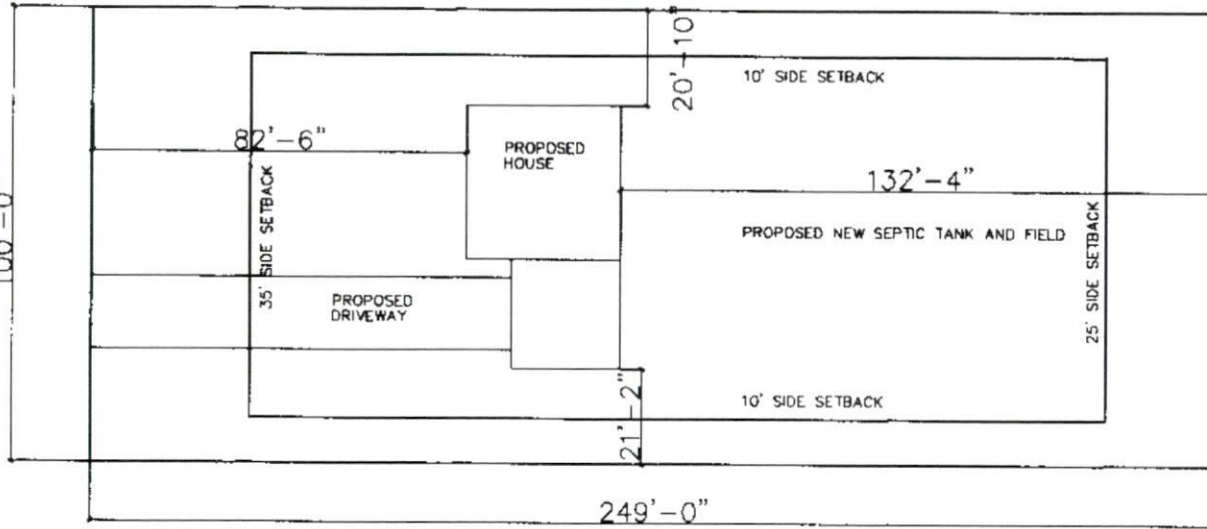 20'-10"
10' SIDE SETBACK
82'-6"
PROPOSED
HOUSE
132'-4"
100'-0"
35' SIDE SETBACK
PROPOSED NEW SEPTIC TANK AND FIELD
25' SIDE SETBACK
PROPOSED
DRIVEWAY
21'-2"
10' SIDE SETBACK
249'-0"